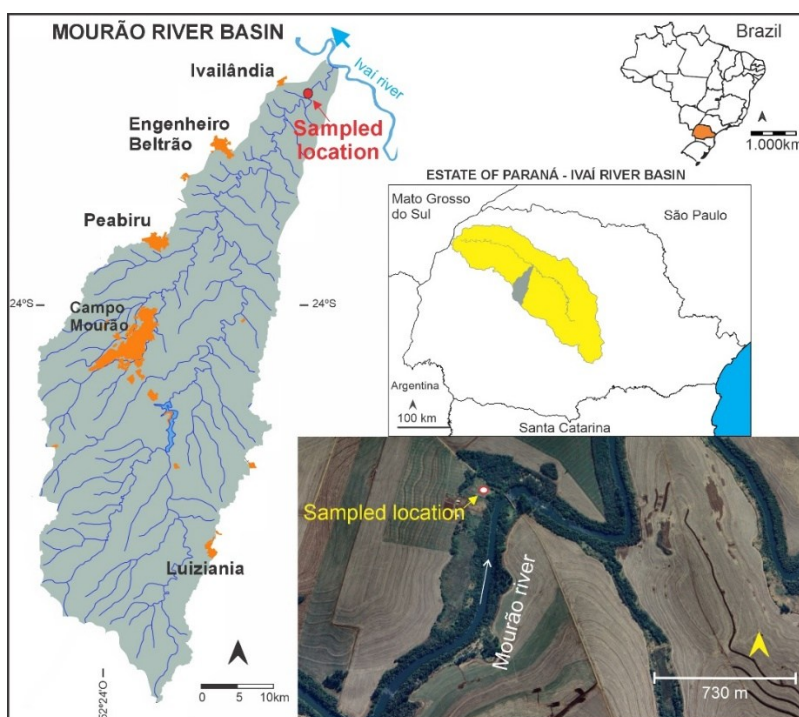 MOURÃO RIVER BASIN
Ivailândia
Ivaí river
Sampled
location
Engenheiro
Beltrão
Peabiru
24°S
24°S
Campo
Mourão
Luiziania
52°24'O
0 5 10km
Brazil
1.000km
ESTATE OF PARANÁ - IVAÍ RIVER BASIN
Mato Grosso
do Sul
São Paulo
Argentina
100 km
Santa Catarina
Sampled location
Mourão river
730 m